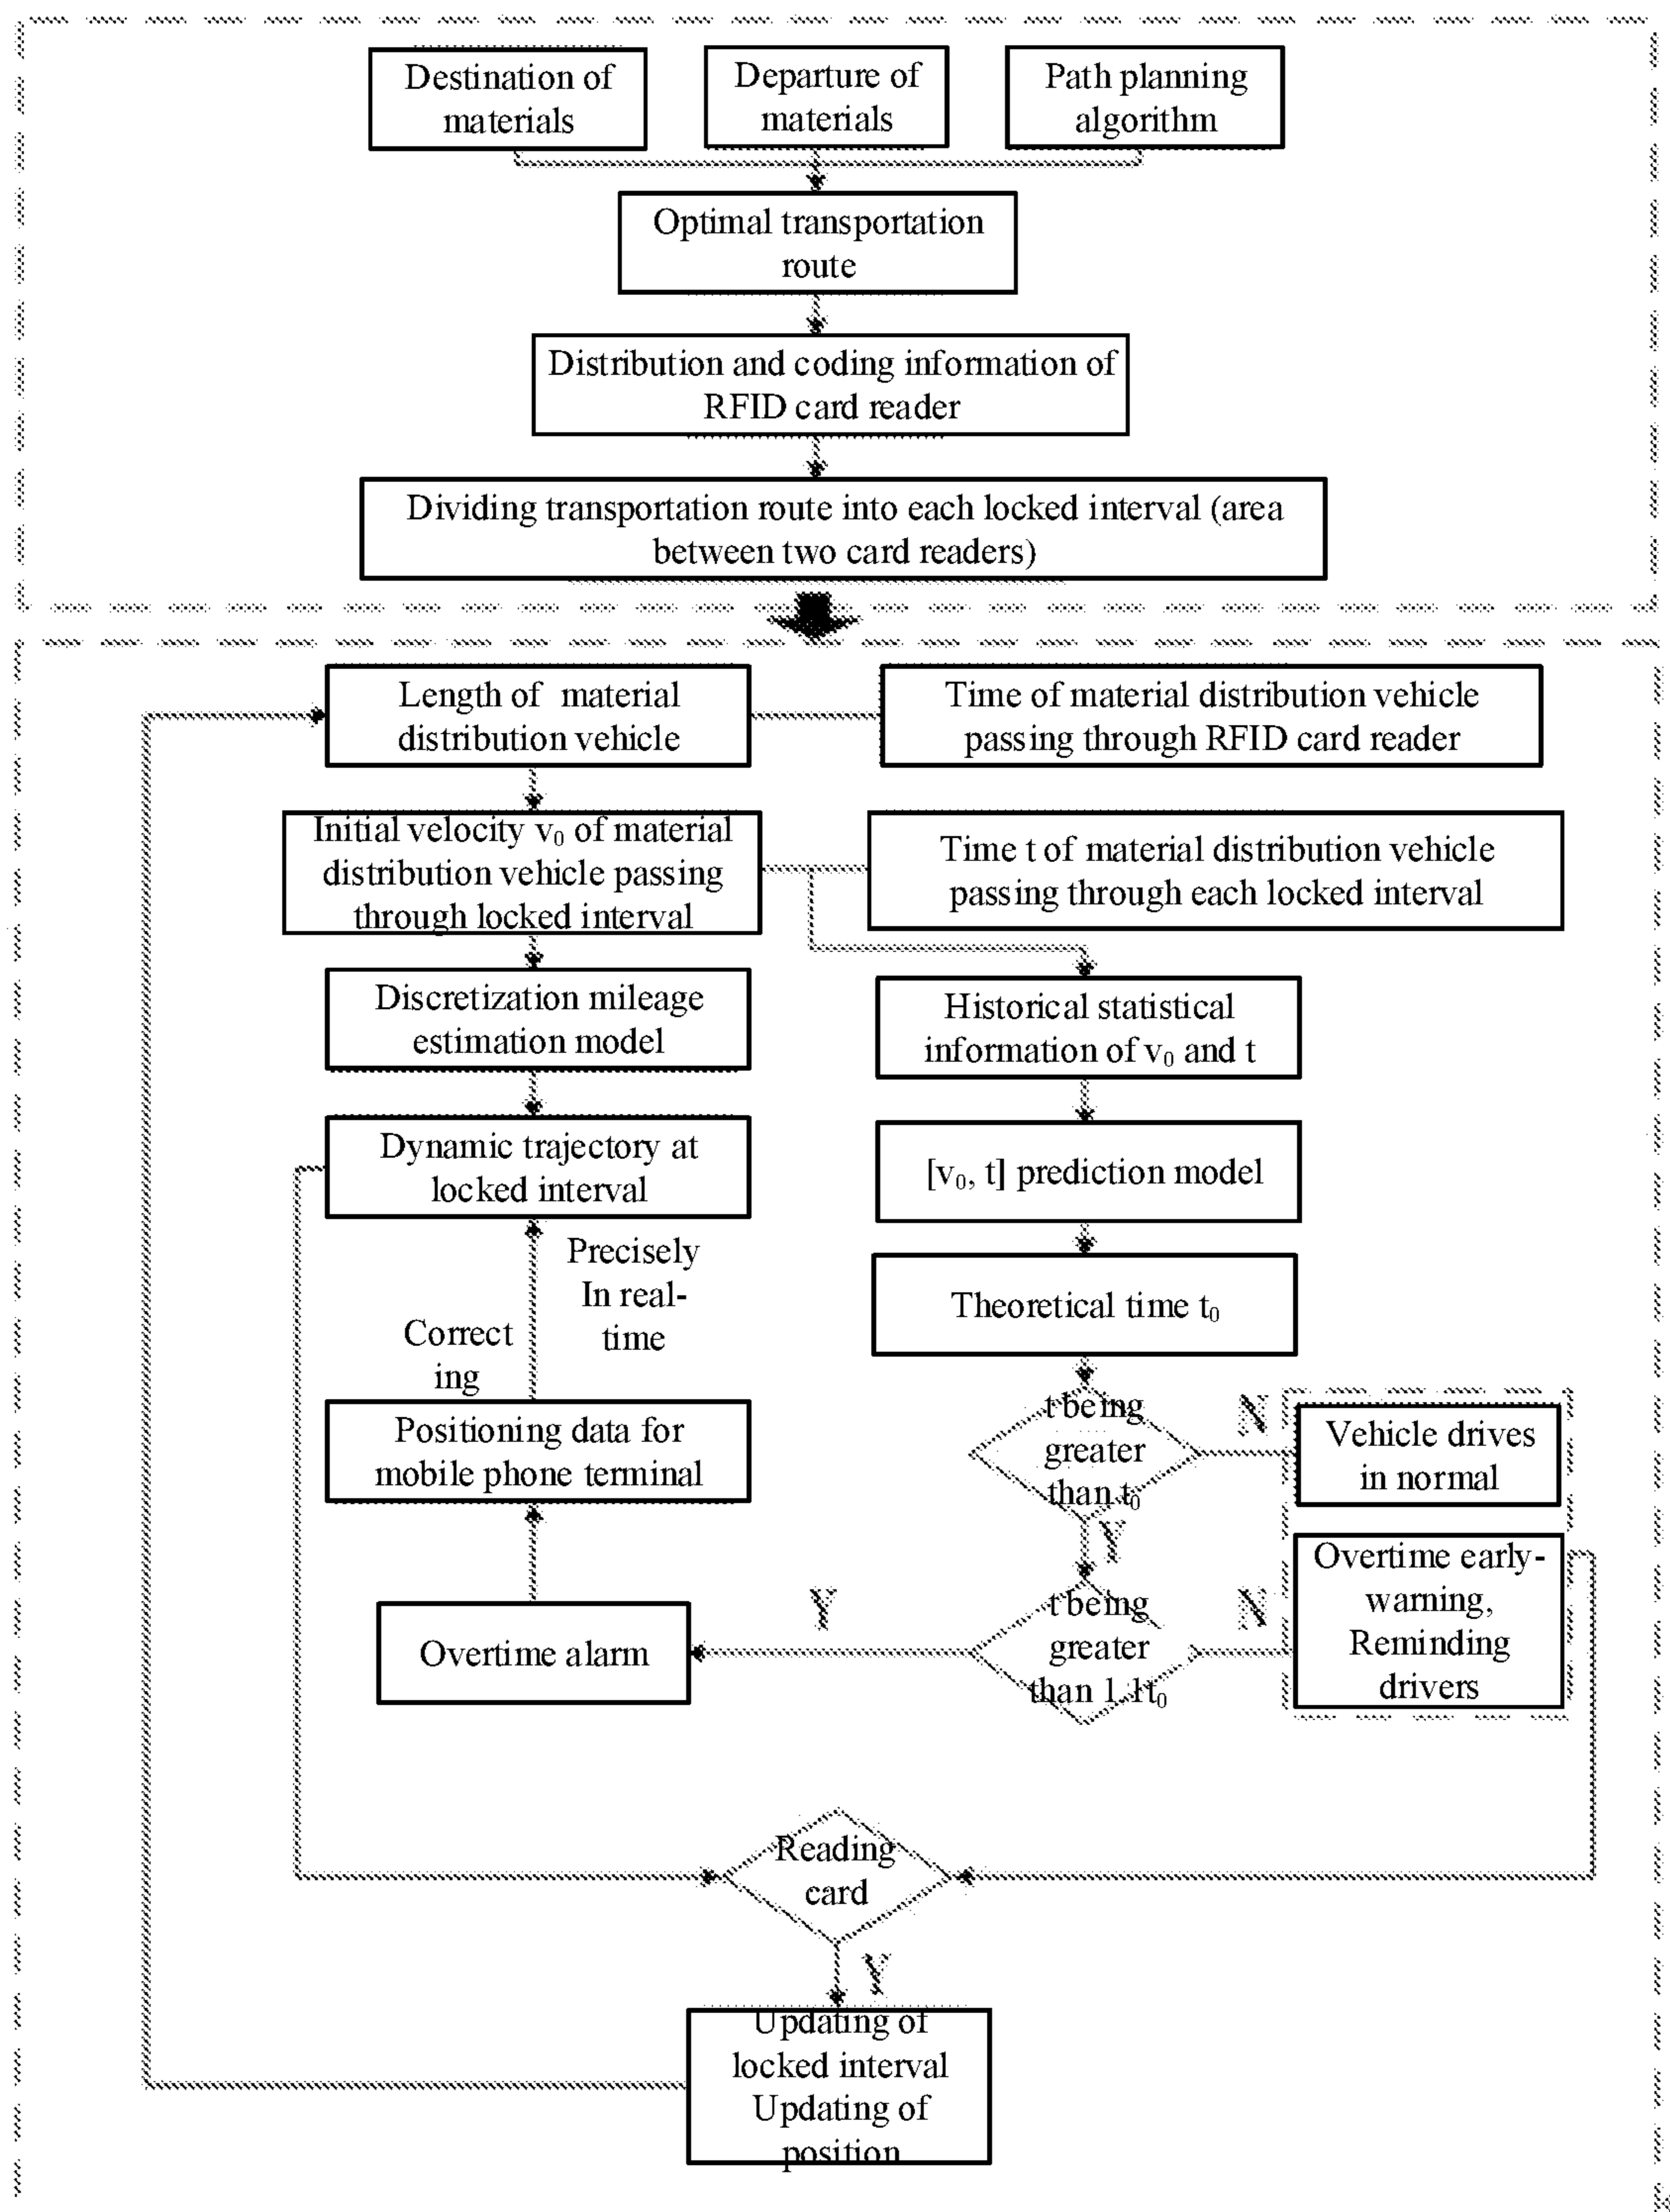 Destination of
materials
Departure of
materials
Path planning
algorithm
Optimal transportation
route
Distribution and coding information of
RFID card reader
Dividing transportation route into each locked interval (area
between two card readers)
Length of material
distribution vehicle
Time of material distribution vehicle
passing through RFID card reader
Initial velocity v₀ of material
distribution vehicle passing
through locked interval
Time t of material distribution vehicle
passing through each locked interval
Discretization mileage
estimation model
Historical statistical
information of v₀ and t
Dynamic trajectory at
locked interval
[v₀, t] prediction model
Precisely
In real-
time
Correct
ing
Theoretical time t₀
Positioning data for
mobile phone terminal
t being
greater
than t₀
N
Vehicle drives
in normal
Y
Overtime early-
warning,
Reminding
drivers
Overtime alarm
Y
t being
greater
than 1.1t₀
N
Reading
card
Y
Updating of
locked interval
Updating of
position